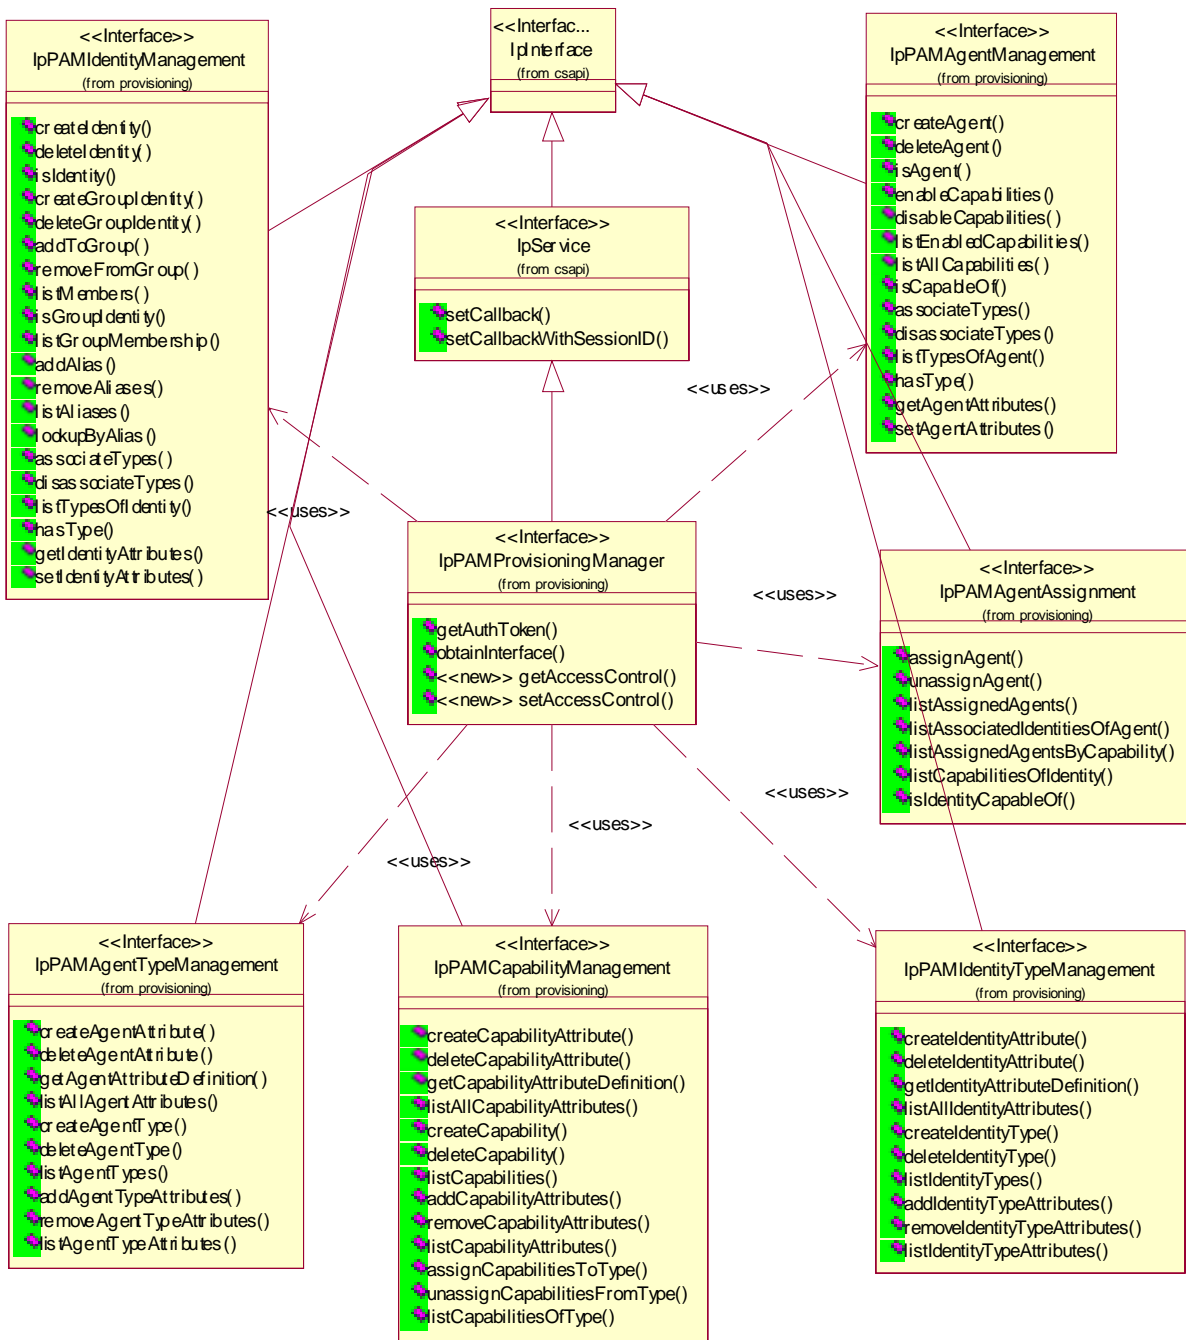 <<Interface>>
IpPAMIdentityManagement
(from provisioning)
createIdentity()
deleteIdentity()
isIdentity()
createGroupIdentity()
deleteGroupIdentity()
addToGroup()
removeFromGroup()
listMembers()
isGroupIdentity()
listGroupMembership()
addAlias()
removeAliases()
listAliases()
lookupByAlias()
associateTypes()
disassociateTypes()
listTypesOfIdentity()
hasType()
getIdentityAttributes()
setIdentityAttributes()
<<Interfac...
IpInterface
(from csapi)
<<Interface>>
IpPAMAgentManagement
(from provisioning)
createAgent()
deleteAgent()
isAgent()
enableCapabilities()
disableCapabilities()
listEnabledCapabilities()
listAllCapabilities()
isCapableOf()
associateTypes()
disassociateTypes()
listTypesOfAgent()
hasType()
getAgentAttributes()
setAgentAttributes()
<<Interface>>
IpService
(from csapi)
setCallback()
setCallbackWithSessionID()
<<uses>>
<<uses>>
<<Interface>>
IpPAMProvisioningManager
(from provisioning)
getAuthToken()
obtainInterface()
<<new>> getAccessControl()
<<new>> setAccessControl()
<<uses>>
<<Interface>>
IpPAMAgentAssignment
(from provisioning)
assignAgent()
unassignAgent()
listAssignedAgents()
listAssociatedIdentitiesOfAgent()
listAssignedAgentsByCapability()
listCapabilitiesOfIdentity()
isIdentityCapableOf()
<<uses>>
<<uses>>
<<uses>>
<<Interface>>
IpPAMAgentTypeManagement
(from provisioning)
createAgentAttribute()
deleteAgentAttribute()
getAgentAttributeDefinition()
listAllAgentAttributes()
createAgentType()
deleteAgentType()
listAgentTypes()
addAgentTypeAttributes()
removeAgentTypeAttributes()
listAgentTypeAttributes()
<<Interface>>
IpPAMCapabilityManagement
(from provisioning)
createCapabilityAttribute()
deleteCapabilityAttribute()
getCapabilityAttributeDefinition()
listAllCapabilityAttributes()
createCapability()
deleteCapability()
listCapabilities()
addCapabilityAttributes()
removeCapabilityAttributes()
listCapabilityAttributes()
assignCapabilitiesToType()
unassignCapabilitiesFromType()
listCapabilitiesOfType()
<<Interface>>
IpPAMIdentityTypeManagement
(from provisioning)
createIdentityAttribute()
deleteIdentityAttribute()
getIdentityAttributeDefinition()
listAllIdentityAttributes()
createIdentityType()
deleteIdentityType()
listIdentityTypes()
addIdentityTypeAttributes()
removeIdentityTypeAttributes()
listIdentityTypeAttributes()